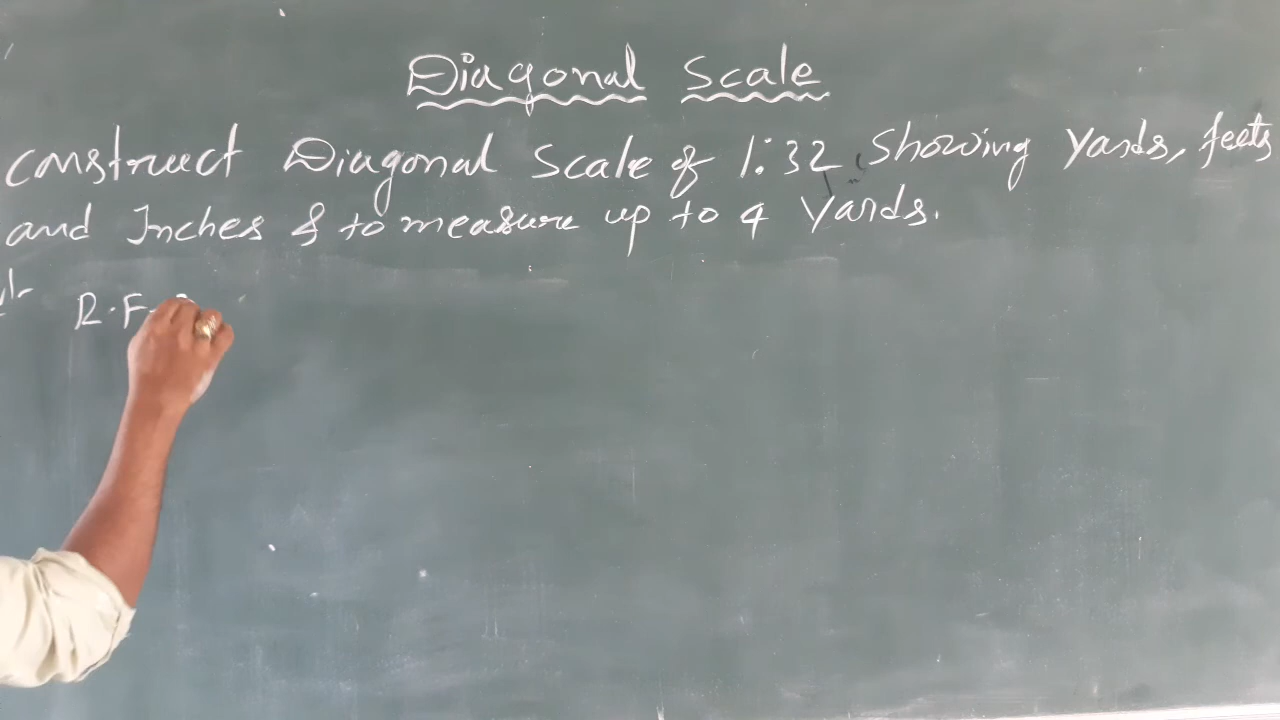 Diagonal Scale
Construct Diagonal Scale of 1:32 Showing Yards, feets
and Inches & to measure up to 4 Yards.
R.F=